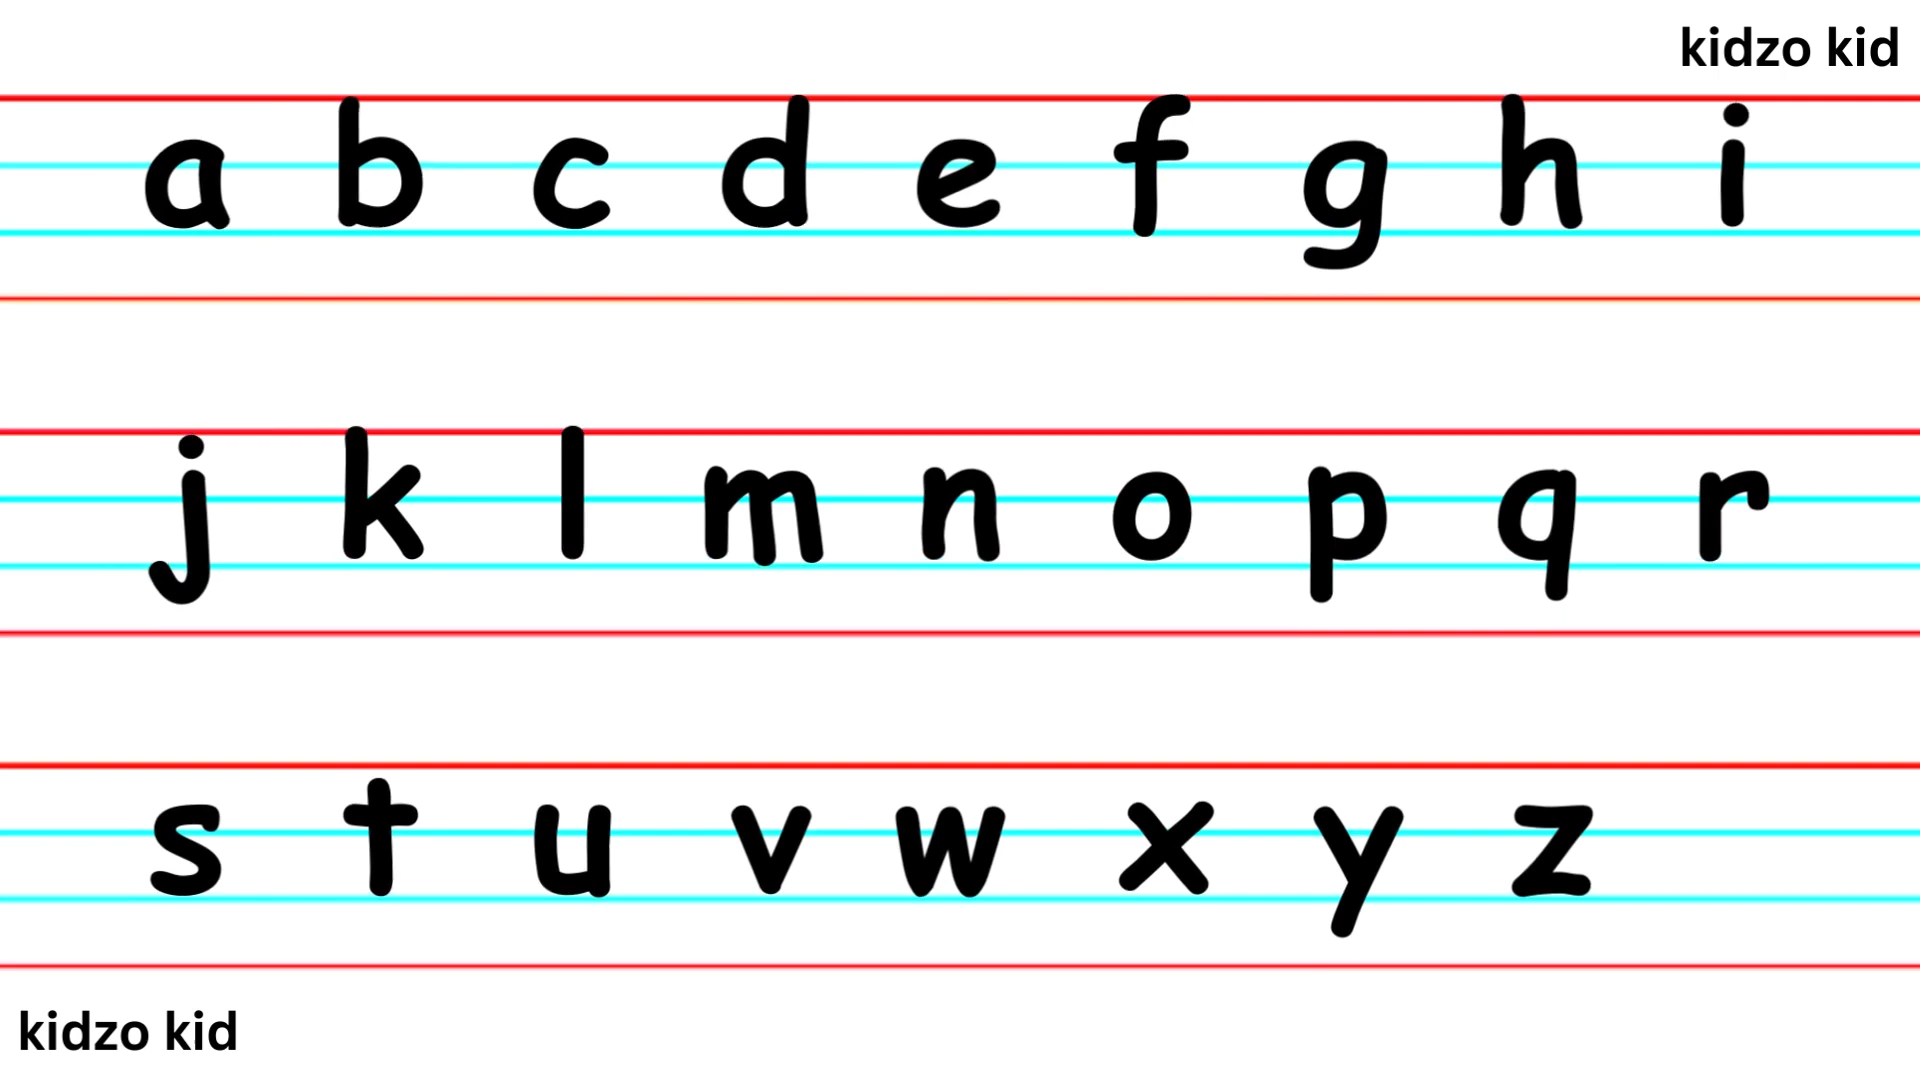 kidzo kid
a b c d e f g h i
j k l m n o p q r
s t u v w x y z
kidzo kid